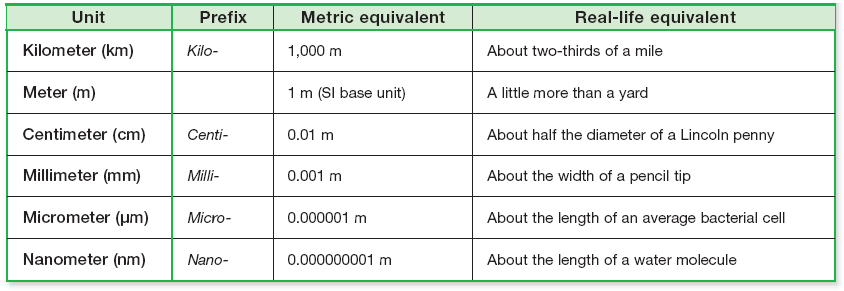 Unit Prefix Metric equivalent Real-life equivalent
Kilometer (km) Kilo- 1,000 m About two-thirds of a mile
Meter (m) 1 m (SI base unit) A little more than a yard
Centimeter (cm) Centi- 0.01 m About half the diameter of a Lincoln penny
Millimeter (mm) Milli- 0.001 m About the width of a pencil tip
Micrometer (μm) Micro- 0.000001 m About the length of an average bacterial cell
Nanometer (nm) Nano- 0.000000001 m About the length of a water molecule